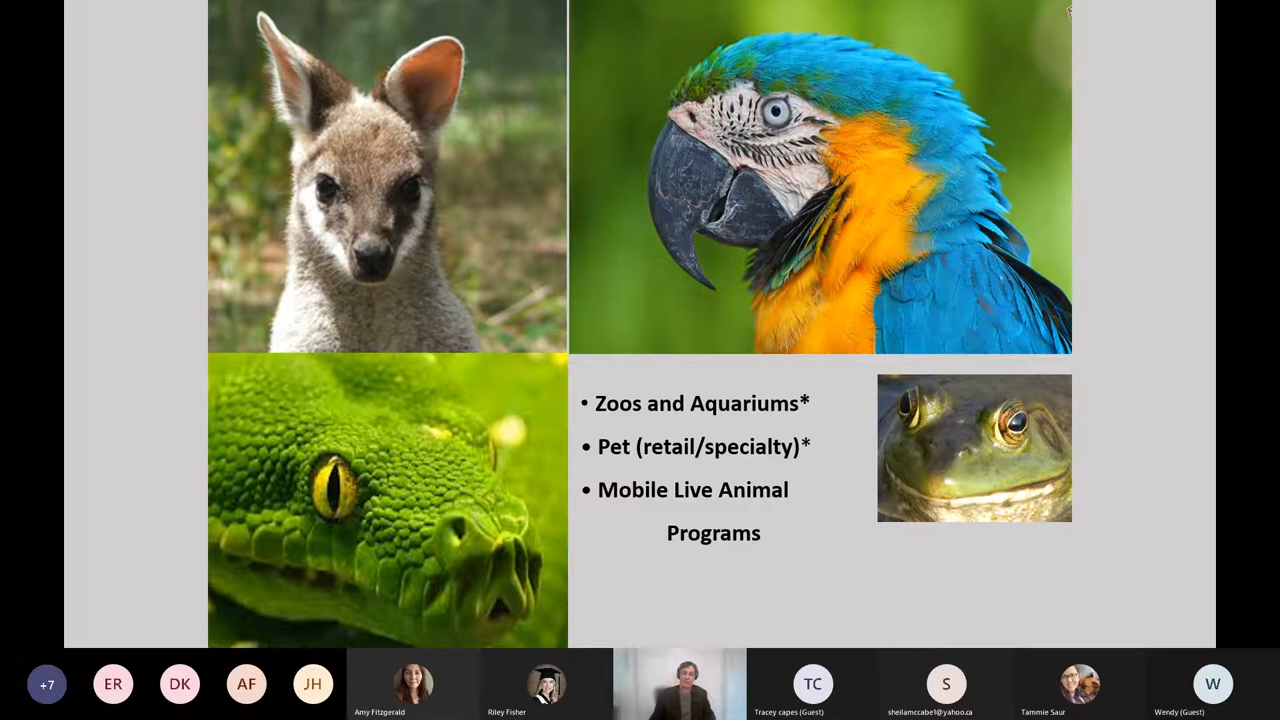 • Zoos and Aquariums*
• Pet (retail/specialty)*
• Mobile Live Animal
Programs
+7
ER
DK
AF
JH
Amy Fitzgerald
Riley Fisher
TC
Tracey capes (Guest)
S
sheilamccabe1@yahoo.ca
Tammie Saur
W
Wendy (Guest)